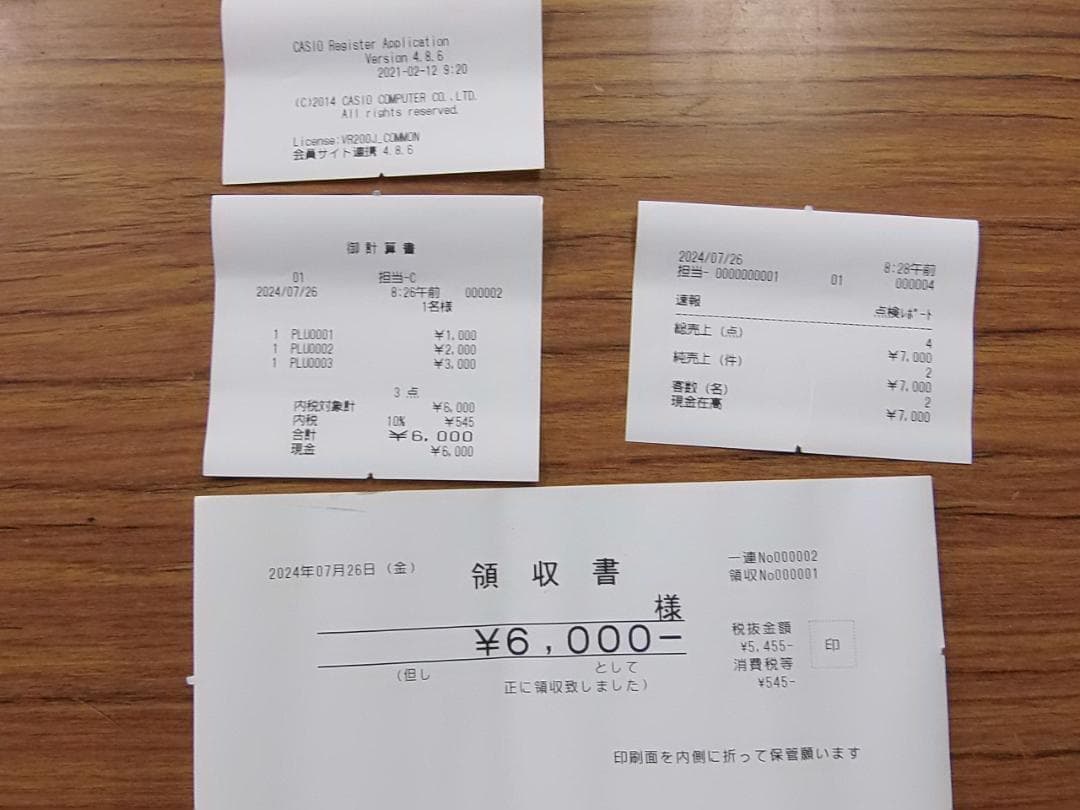 CASIO Register Application
Version 4.8.6
2021-02-12 9:20
(C)2014 CASIO COMPUTER CO.,LTD.
All rights reserved.
License:VR200J_COMMON
会員サイト連携 4.8.6
御計算書
01 担当-C
2024/07/26 8:26午前 000002
1名様
1 PLU0001 ¥1,000
1 PLU0002 ¥2,000
1 PLU0003 ¥3,000
3 点
内税対象計 ¥6,000
内税 10% ¥545
合計 ¥6,000
現金 ¥6,000
2024/07/26 8:28午前
担当- 0000000001 01 000004
速報 点検ﾚﾎﾟｰﾄ
総売上（点） 4
¥7,000
純売上（件） 2
¥7,000
客数（名） 2
現金在高 ¥7,000
2024年07月26日（金）
領収書
一連No000002
領収No000001
様
¥6,000-
税抜金額
¥5,455-
消費税等
¥545-
印
（但し として
正に領収致しました）
印刷面を内側に折って保管願います